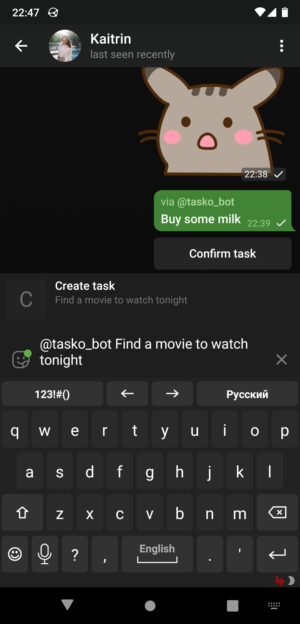 22:47
Kaitrin
last seen recently
22:38
via @tasko_bot
Buy some milk 22:39
Confirm task
C
Create task
Find a movie to watch tonight
@tasko_bot Find a movie to watch
tonight
123!#() Русский
q w e r t y u i o p
a s d f g h j k l
z x c v b n m
? , English . '